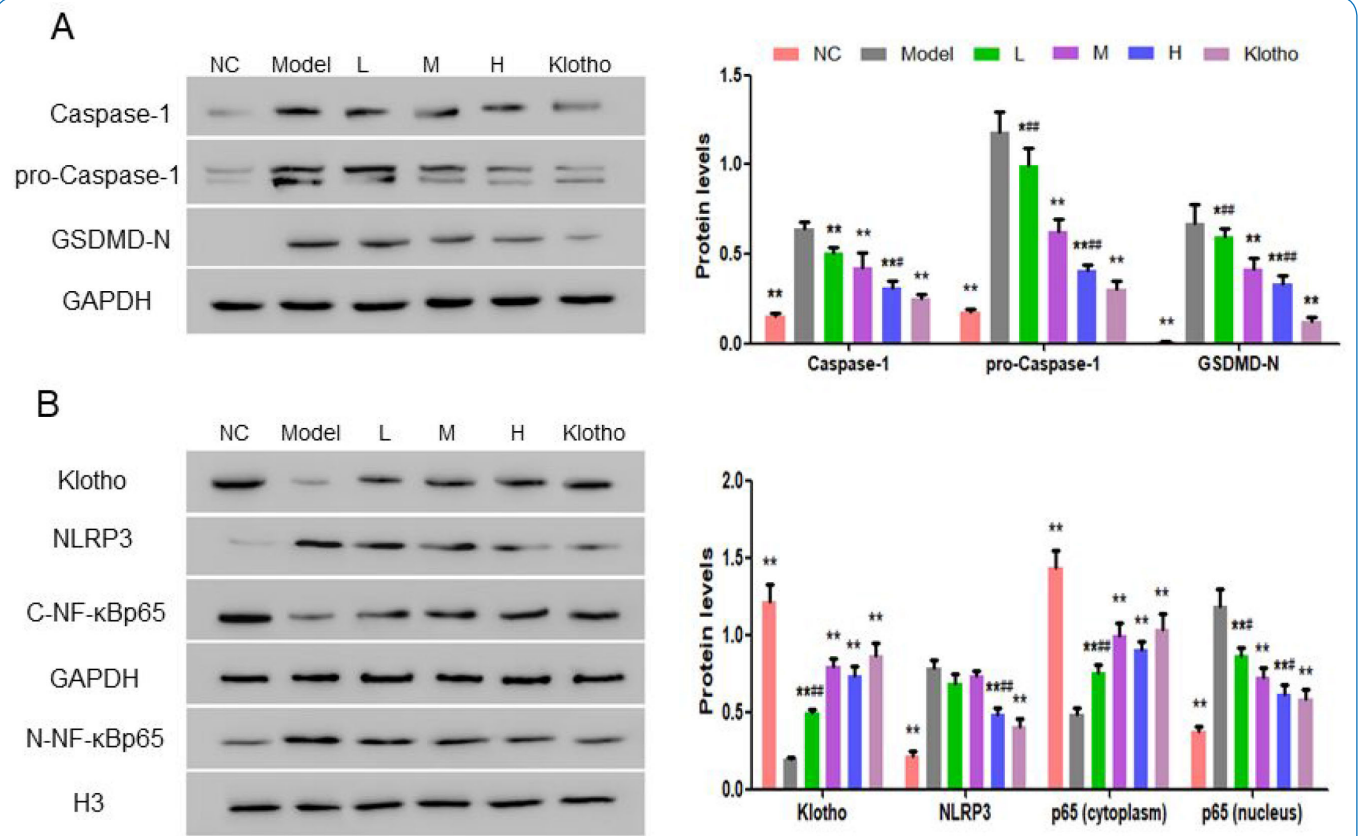 A
NC Model L M H Klotho
Caspase-1
pro-Caspase-1
GSDMD-N
GAPDH
NC Model L M H Klotho
Protein levels
1.5
1.0
0.5
0.0
** ** ** **# **
** *## ** **## **
** *## ** **## **
Caspase-1 pro-Caspase-1 GSDMD-N
B
NC Model L M H Klotho
Klotho
NLRP3
C-NF-κBp65
GAPDH
N-NF-κBp65
H3
Protein levels
2.0
1.5
1.0
0.5
0.0
** **## ** ** **
** **## **
** **## ** ** **
** **# ** **# **
Klotho NLRP3 p65 (cytoplasm) p65 (nucleus)